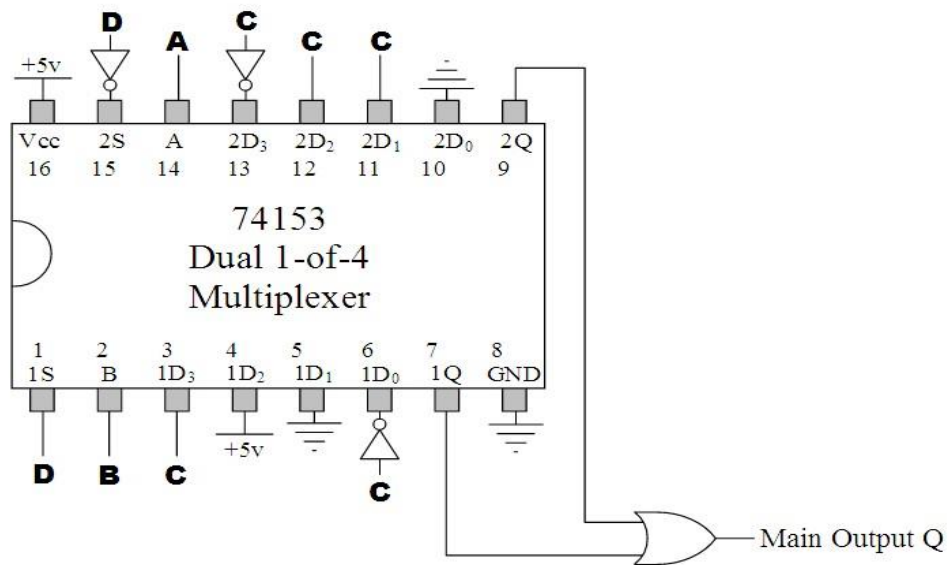 D A C C C
+5v
Vcc 2S A 2D₃ 2D₂ 2D₁ 2D₀ 2Q
16 15 14 13 12 11 10 9
74153
Dual 1-of-4
Multiplexer
1 2 3 4 5 6 7 8
1S B 1D₃ 1D₂ 1D₁ 1D₀ 1Q GND
+5v
D B C C
Main Output Q